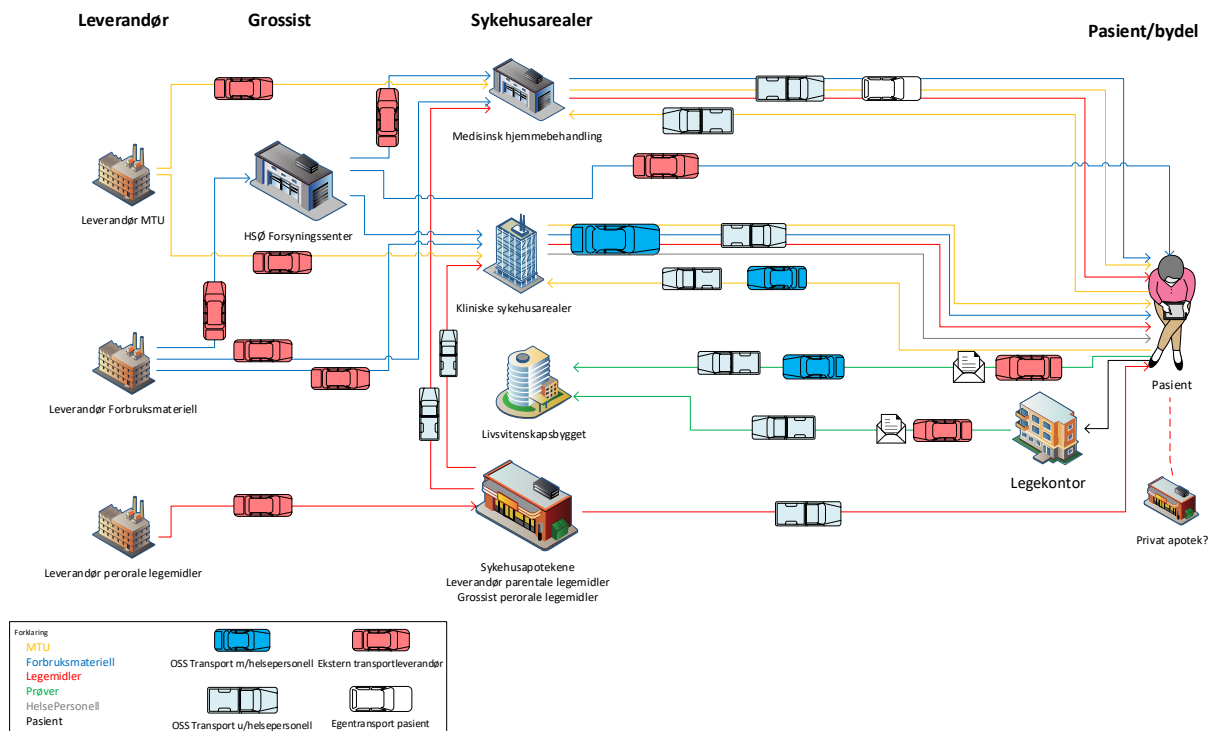 Leverandør
Grossist
Sykehusarealer
Pasient/bydel
Medisinsk hjemmebehandling
Leverandør MTU
HSØ Forsyningssenter
Kliniske sykehusarealer
Leverandør Forbruksmateriell
Livsvitenskapsbygget
Pasient
Legekontor
Leverandør perorale legemidler
Sykehusapotekene
Leverandør parentale legemidler
Grossist perorale legemidler
Privat apotek?
Forklaring
MTU
Forbruksmateriell
Legemidler
Prøver
HelsePersonell
Pasient
OSS Transport m/helsepersonell
Ekstern transportleverandør
OSS Transport u/helsepersonell
Egentransport pasient